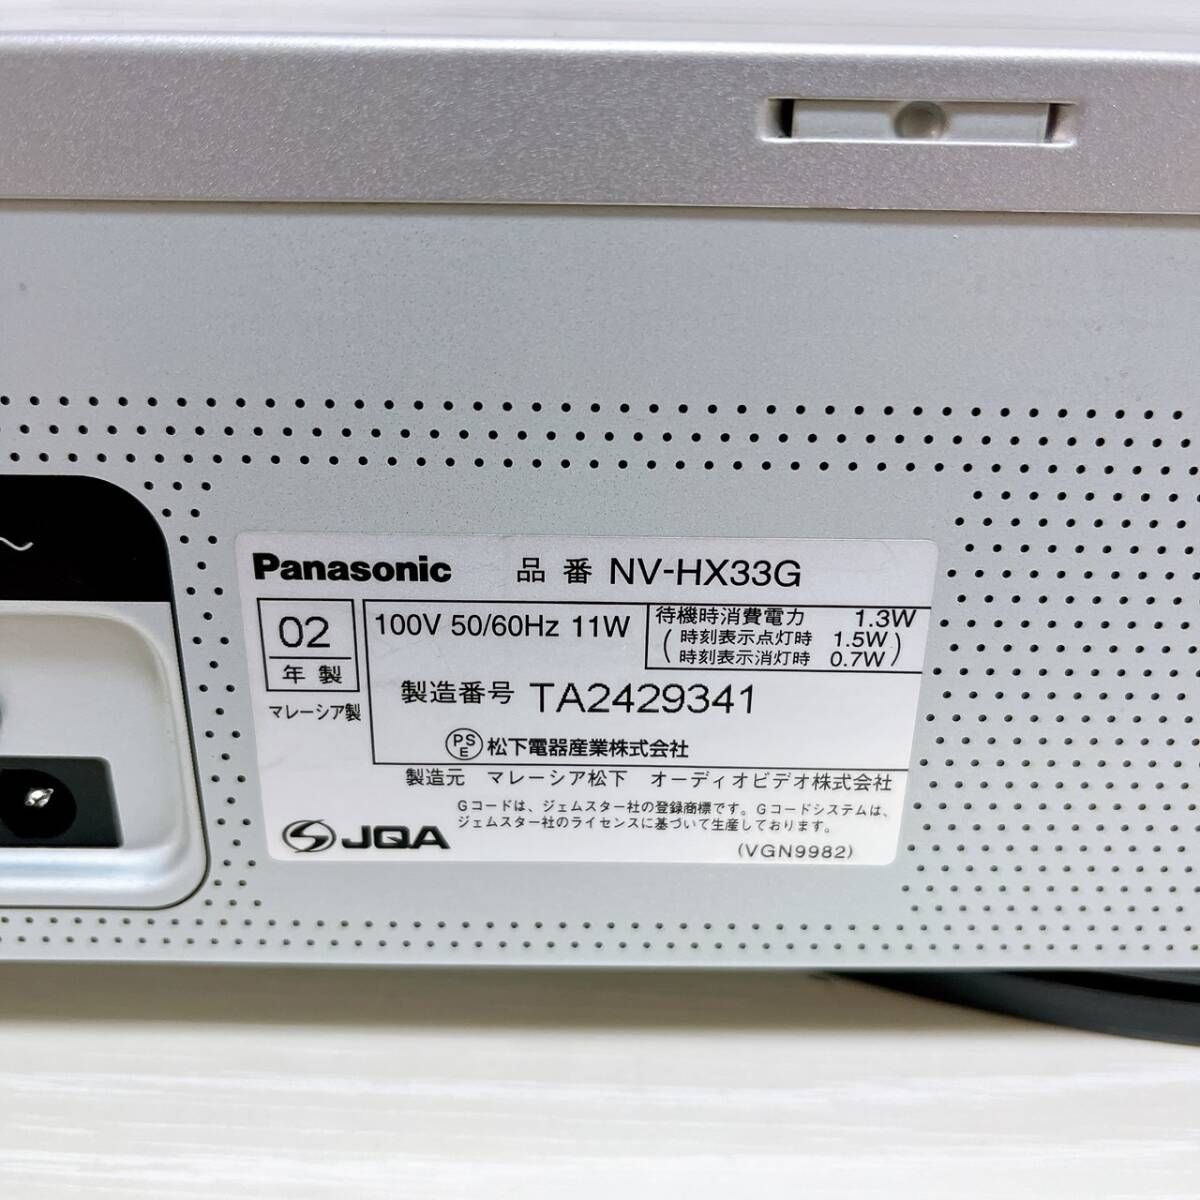 Panasonic 品番 NV-HX33G
02
年製
マレーシア製
100V 50/60Hz 11W
待機時消費電力 1.3W
(時刻表示点灯時 1.5W
時刻表示消灯時 0.7W)
製造番号 TA2429341
PSE 松下電器産業株式会社
製造元 マレーシア松下 オーディオビデオ株式会社
Gコードは、ジェムスター社の登録商標です。Gコードシステムは、
ジェムスター社のライセンスに基づいて生産しております。
JQA
(VGN9982)